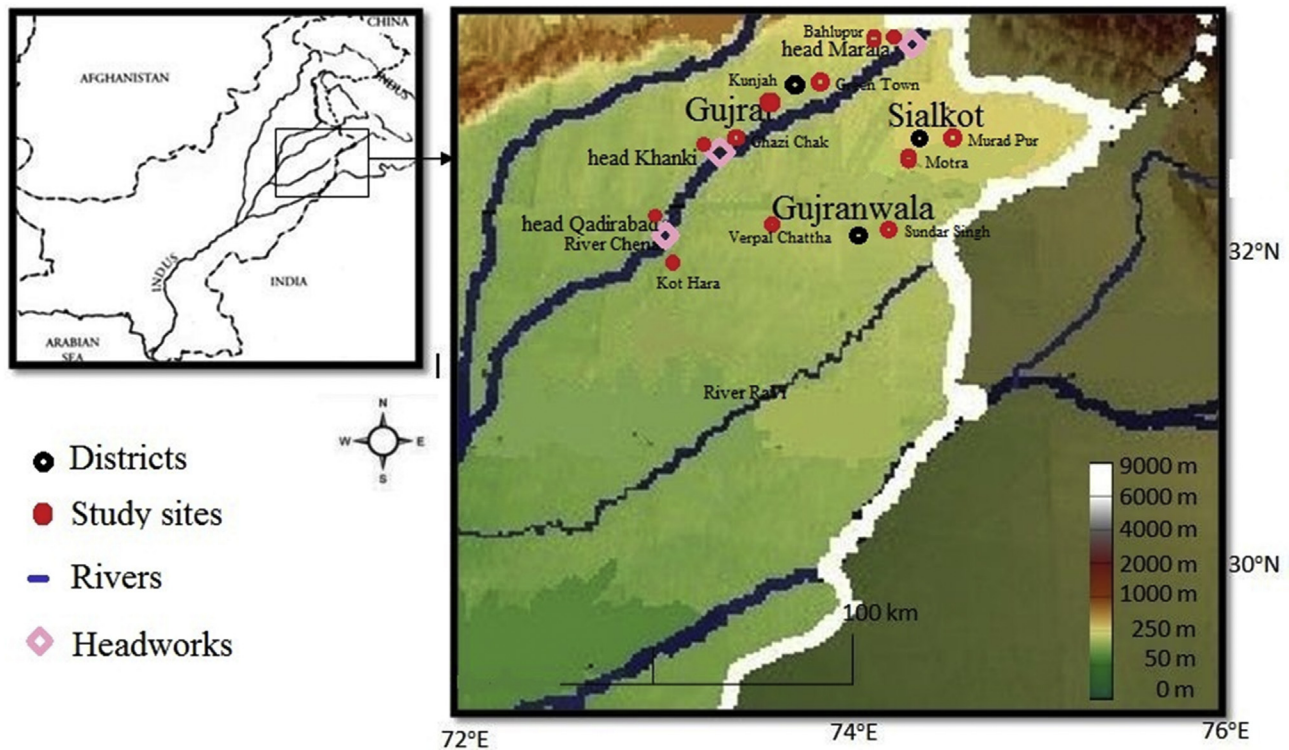 CHINA
AFGHANISTAN
INDUS
INDUS
INDIA
ARABIAN
SEA
N
W E
S
Districts
Study sites
Rivers
Headworks
Bahlupur
head Marala
Kunjah
Green Town
Gujrat
Sialkot
Ghazi Chak
Murad Pur
head Khanki
Motra
Gujranwala
head Qadirabad
Verpal Chattha
Sundar Singh
River Chena
Kot Hara
River Ravi
100 km
9000 m
6000 m
4000 m
2000 m
1000 m
250 m
50 m
0 m
32°N
30°N
72°E
74°E
76°E